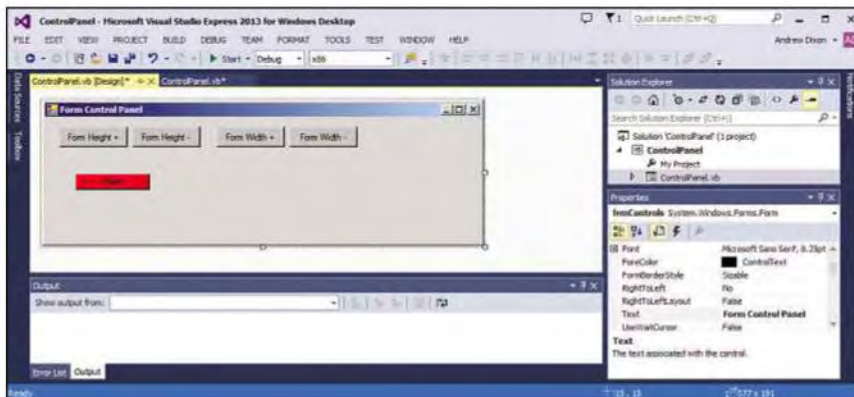 ControlPanel - Microsoft Visual Studio Express 2013 for Windows Desktop
1
Quick Launch (Ctrl+Q)
FILE EDIT VIEW PROJECT BUILD DEBUG TEAM FORMAT TOOLS TEST WINDOW HELP
Andrew Dixon
Start Debug x86
Data Sources
Toolbox
ControlPanel.vb [Design]* ControlPanel.vb*
Form Control Panel
Form Height + Form Height - Form Width + Form Width -
Output
Show output from:
Error List Output
Solution Explorer
Search Solution Explorer (Ctrl+;)
Solution 'ControlPanel' (1 project)
ControlPanel
My Project
ControlPanel.vb
Properties
frmControls System.Windows.Forms.Form
Font Microsoft Sans Serif, 8.25pt
ForeColor ControlText
FormBorderStyle Sizable
RightToLeft No
RightToLeftLayout False
Text Form Control Panel
UseWaitCursor False
Text
The text associated with the control.
Notifications
Ready
15, 15
577 x 191